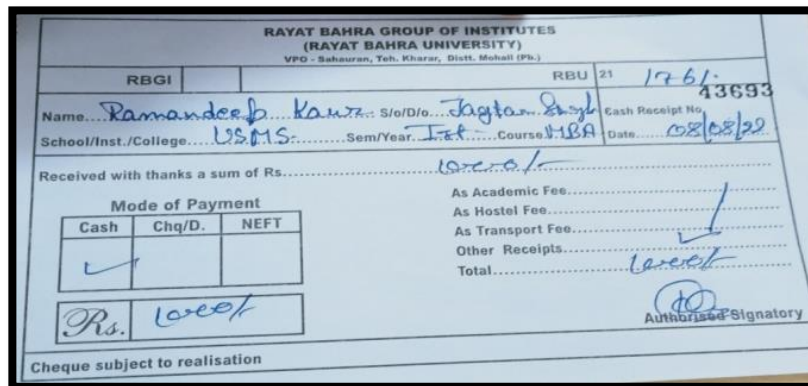 RAYAT BAHRA GROUP OF INSTITUTES
(RAYAT BAHRA UNIVERSITY)
VPO - Sahauran, Teh. Kharar, Distt. Mohali (Pb.)
RBGI RBU 21 1761.
43693
Name....Ramandeep Kaur. S/o/D/o...Jagtar Singh Cash Receipt No.
School/Inst./College.....USMS.......Sem/Year..Ist....Course.MBA Date....08/08/22
Received with thanks a sum of Rs..............................1000/-
Mode of Payment
Cash Chq/D. NEFT
Rs. 1000/-
As Academic Fee..............................
As Hostel Fee..............................
As Transport Fee..............................
Other Receipts..............................
Total..............................1000/-
Authorised Signatory
Cheque subject to realisation